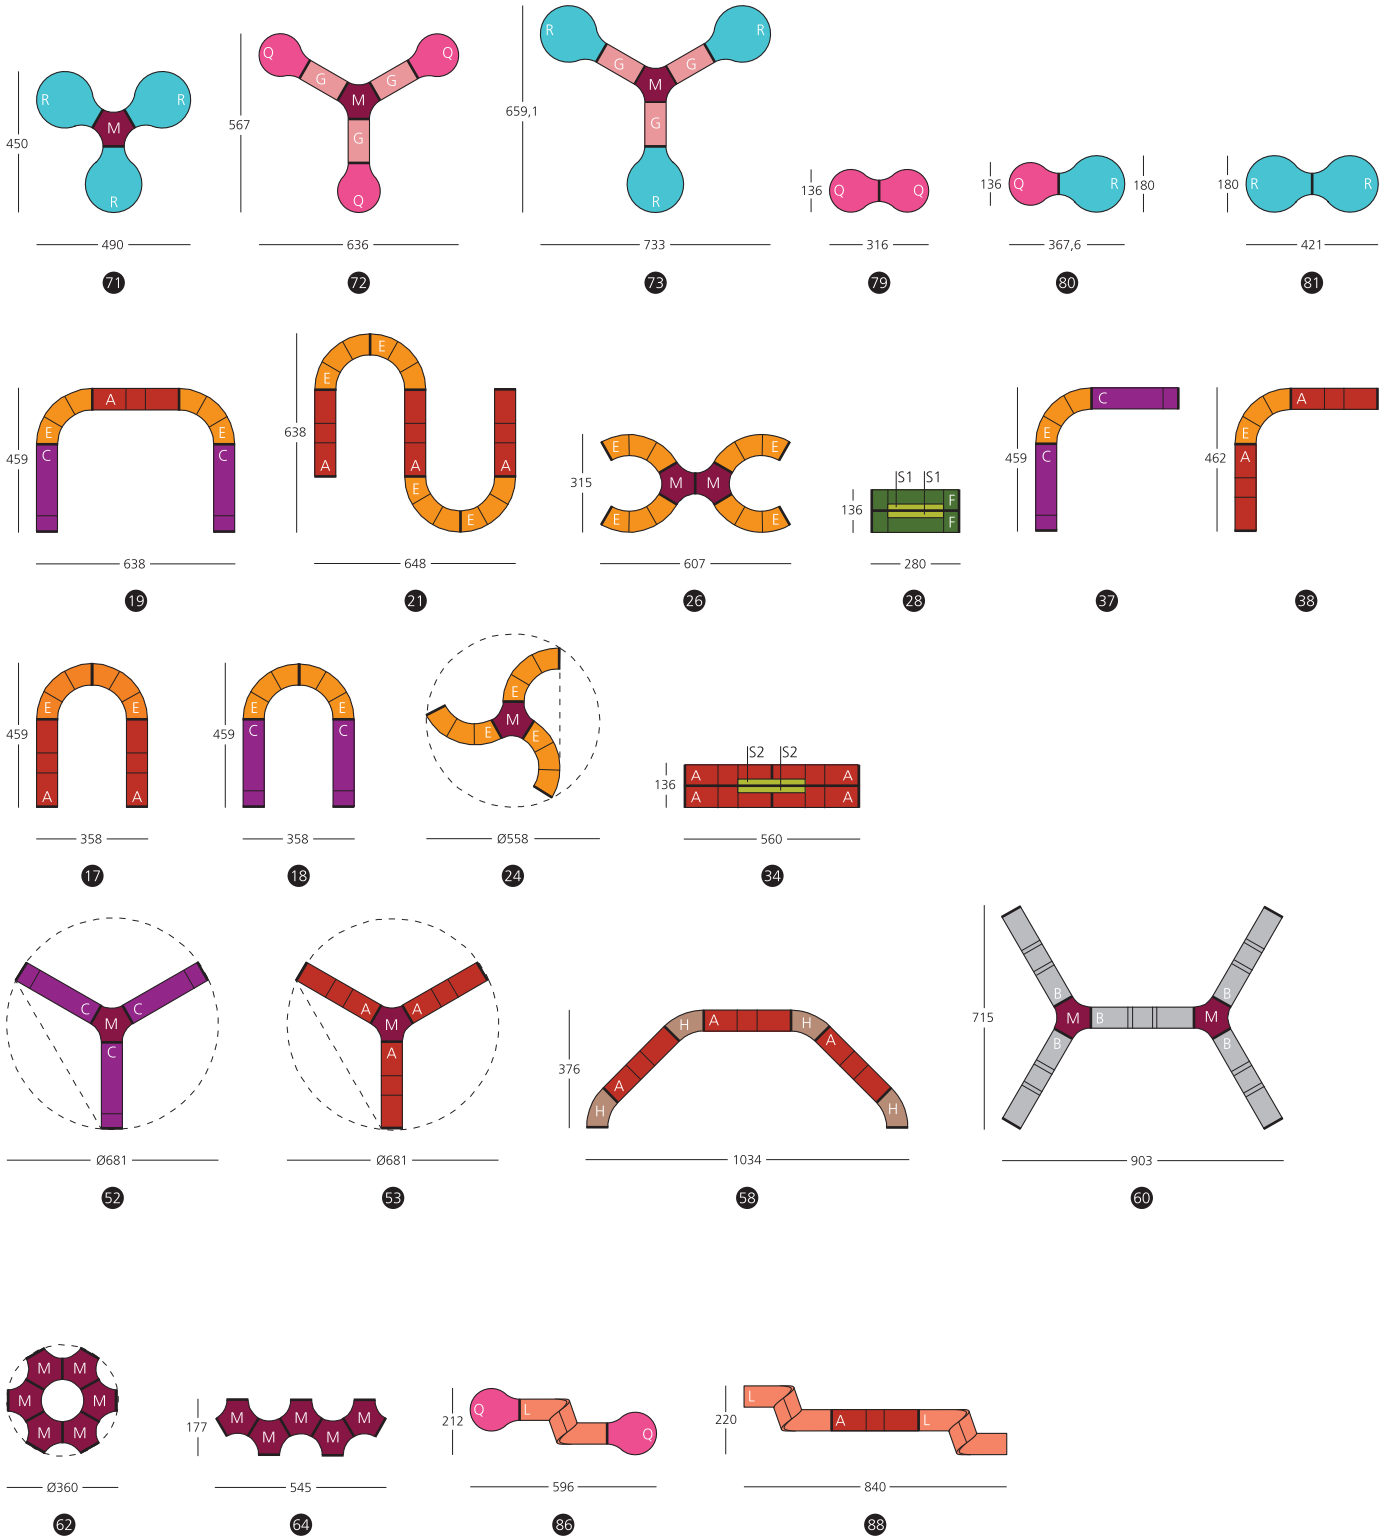 R R
M
R
450
490
71
Q Q
G G
M
G
Q
567
636
72
R R
G G
M
G
R
659,1
733
73
136
Q Q
316
79
136
Q R
180
367,6
80
180
R R
421
81
A
E E
C C
459
638
19
E
E
A A A
E
E
638
648
21
E E
M M
E E
315
607
26
S1 S1
F
F
136
280
28
C
E
C
459
37
A
E
A
462
38
E E
A A
459
358
17
E E
C C
459
358
18
E
M
E E
Ø558
24
S2 S2
A A
A A
136
560
34
C C
M
C
Ø681
52
A A
M
A
Ø681
53
H A H
A A
H H
376
1034
58
B B
M B M
B B
715
903
60
M M
M M
M M
Ø360
62
M M M
M M
177
545
64
Q L
Q
212
596
86
L
A L
220
840
88